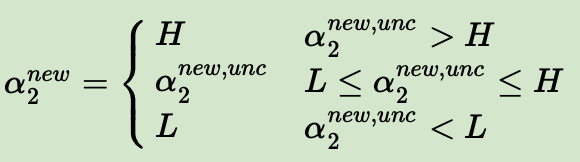 H α₂^{new,unc} > H
α₂^{new} = { α₂^{new,unc} L ≤ α₂^{new,unc} ≤ H
L α₂^{new,unc} < L